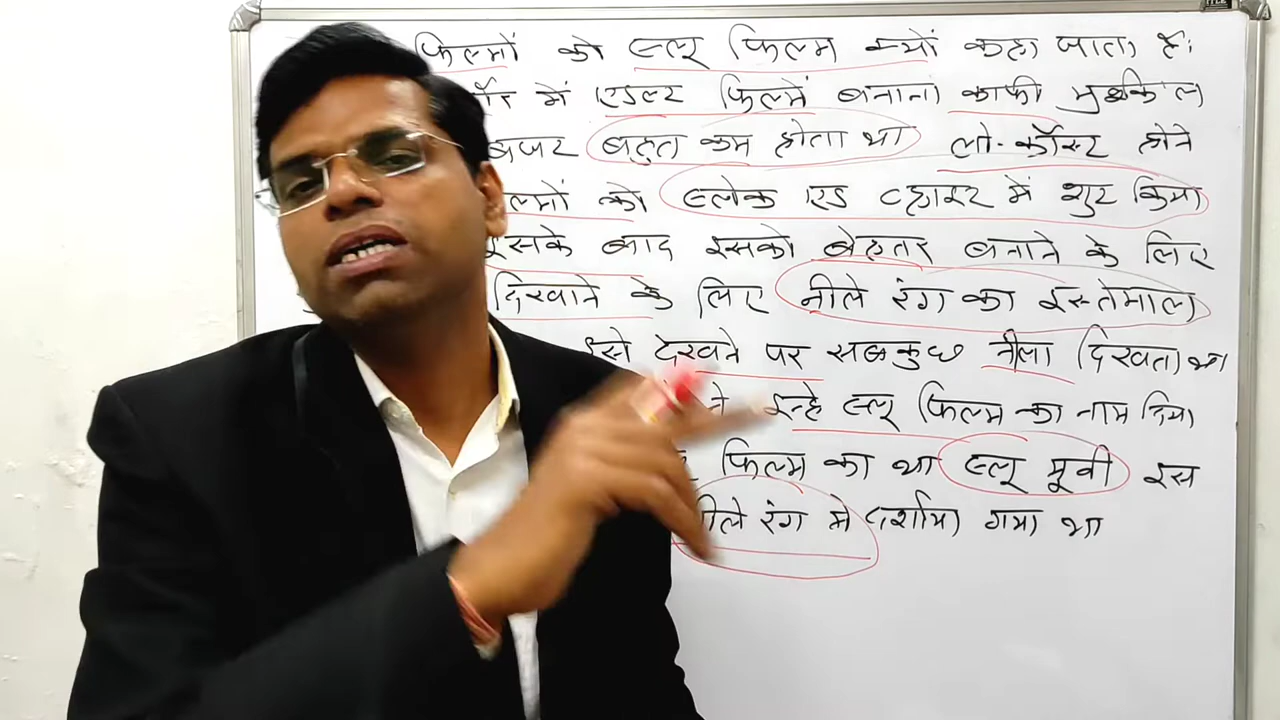 फिल्मों को ब्लू फिल्म क्यों कहा जाता है।
में एडल्ट फिल्में बनाना काफी मुश्किल
बजट बहुत कम होता था लो-कॉस्ट होने
को ब्लेक एंड व्हाइट में शुट किया
इसके बाद इसको बेहतर बनाने के लिए
दिखाने के लिए नीले रंग का इस्तेमाल
इसे देखने पर सबकुछ नीला दिखता था
ने इन्हे ब्लू फिल्म का नाम दिया
फिल्म का था ब्लू मूवी इस
नीले रंग मे दर्शाया गया था